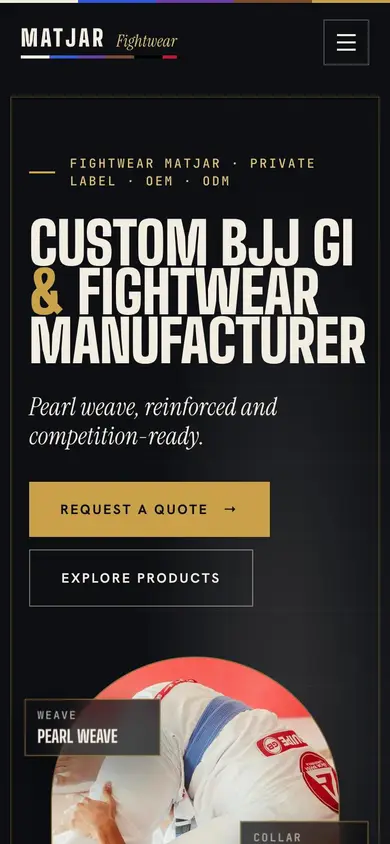 MATJAR Fightwear
FIGHTWEAR MATJAR · PRIVATE
LABEL · OEM · ODM
CUSTOM BJJ GI
& FIGHTWEAR
MANUFACTURER
Pearl weave, reinforced and
competition-ready.
REQUEST A QUOTE →
EXPLORE PRODUCTS
WEAVE
PEARL WEAVE
COLLAR